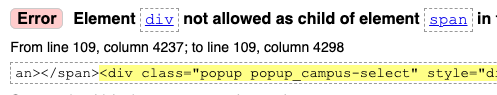 Error Element div not allowed as child of element span in
From line 109, column 4237; to line 109, column 4298
an></span><div class="popup popup_campus-select" style="d